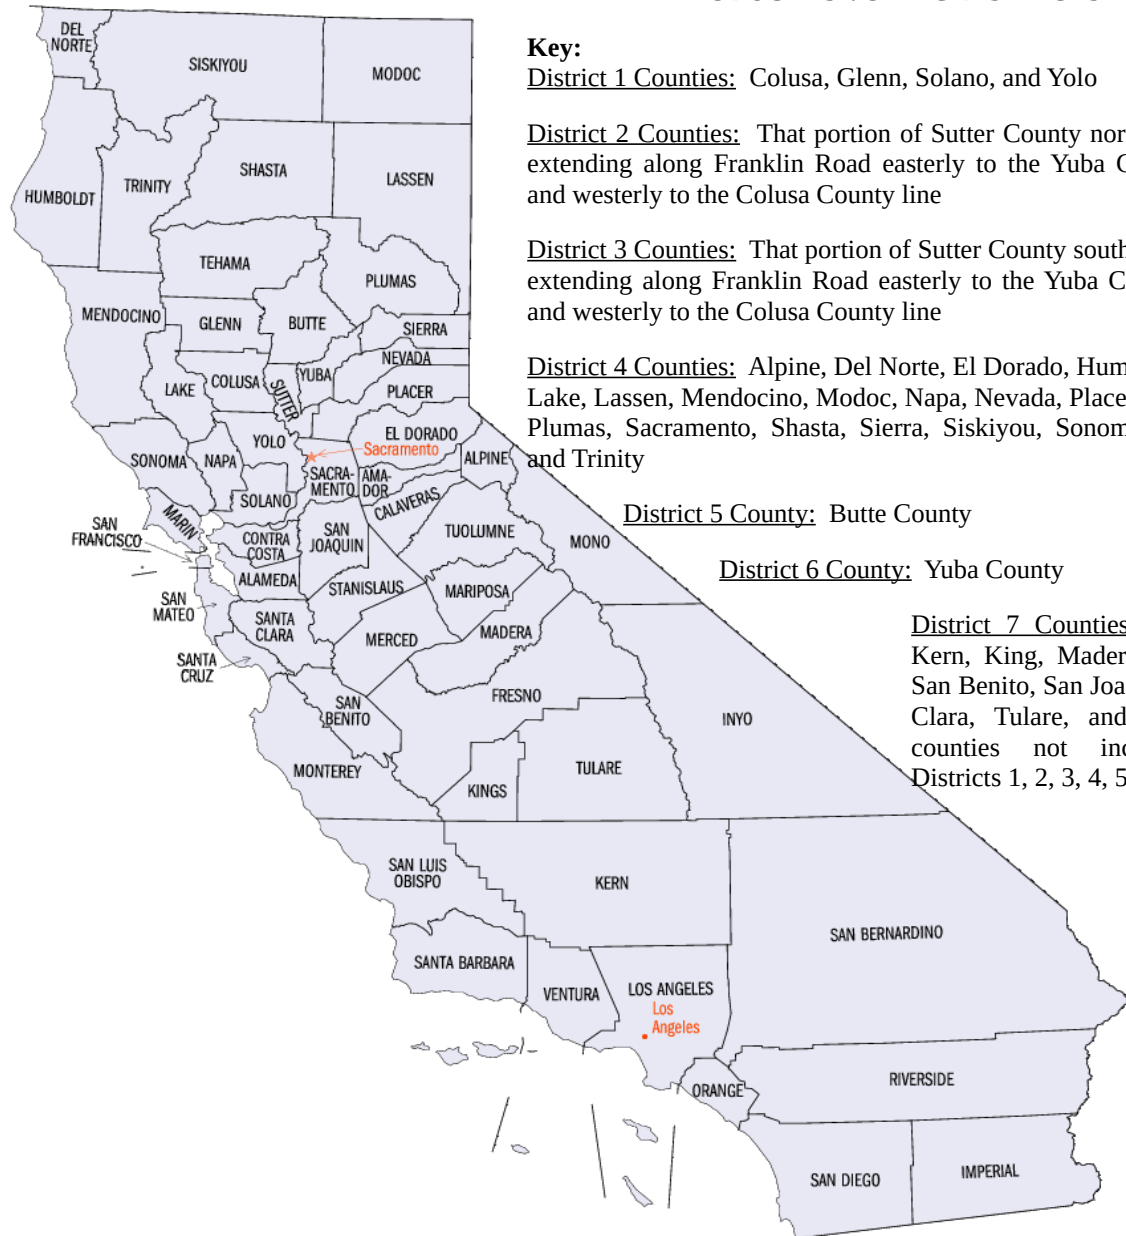 Key:
District 1 Counties: Colusa, Glenn, Solano, and Yolo
District 2 Counties: That portion of Sutter County
extending along Franklin Road easterly to the Yuba
and westerly to the Colusa County line
District 3 Counties: That portion of Sutter County south
extending along Franklin Road easterly to the Yuba
and westerly to the Colusa County line
District 4 Counties: Alpine, Del Norte, El Dorado,
Lake, Lassen, Mendocino, Modoc, Napa, Nevada,
Plumas, Sacramento, Shasta, Sierra, Siskiyou,
and Trinity
District 5 County: Butte County
District 6 County: Yuba County
District 7 Counties
Kern, King,
San Benito, San
Clara, Tulare, and
counties not
Districts 1, 2, 3, 4, 5
DEL
NORTE
SISKIYOU
MODOC
HUMBOLDT
TRINITY
SHASTA
LASSEN
TEHAMA
PLUMAS
MENDOCINO
GLENN
BUTTE
SIERRA
NEVADA
YUBA
COLUSA
LAKE
SUTTER
PLACER
YOLO
EL DORADO
Sacramento
SONOMA
NAPA
ALPINE
SACRA-
MENTO
AMA-
DOR
SOLANO
CALAVERAS
MARIN
SAN
FRANCISCO
CONTRA
COSTA
SAN
JOAQUIN
TUOLUMNE
MONO
ALAMEDA
STANISLAUS
MARIPOSA
SAN
MATEO
SANTA
CLARA
MERCED
MADERA
SANTA
CRUZ
SAN
BENITO
FRESNO
INYO
MONTEREY
KINGS
TULARE
SAN LUIS
OBISPO
KERN
SAN BERNARDINO
SANTA BARBARA
VENTURA
LOS ANGELES
Los
Angeles
ORANGE
RIVERSIDE
SAN DIEGO
IMPERIAL